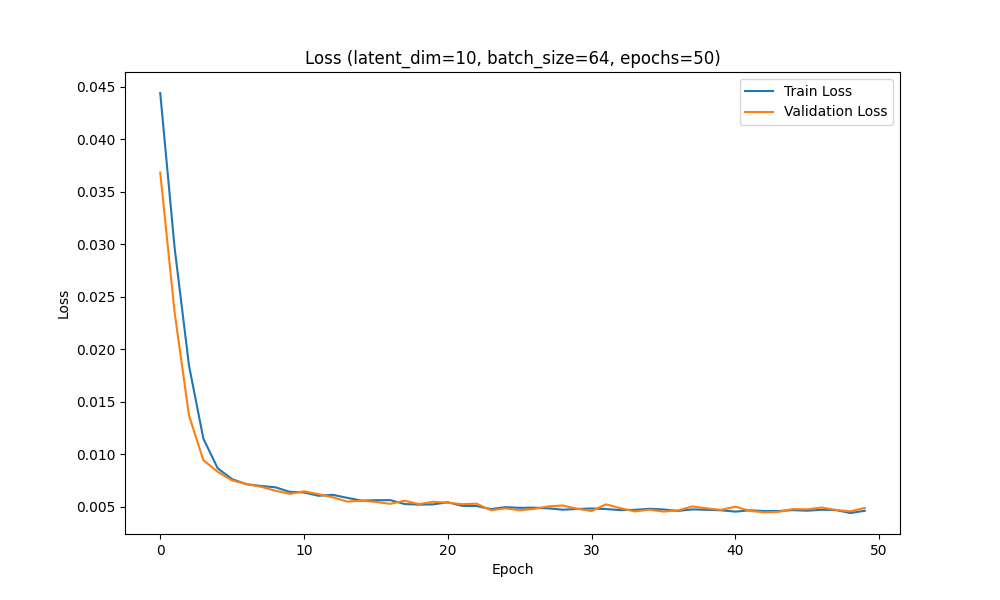 Loss (latent_dim=10, batch_size=64, epochs=50)
Train Loss
Validation Loss
0.045
0.040
0.035
0.030
0.025
0.020
0.015
0.010
0.005
Loss
0 10 20 30 40 50
Epoch